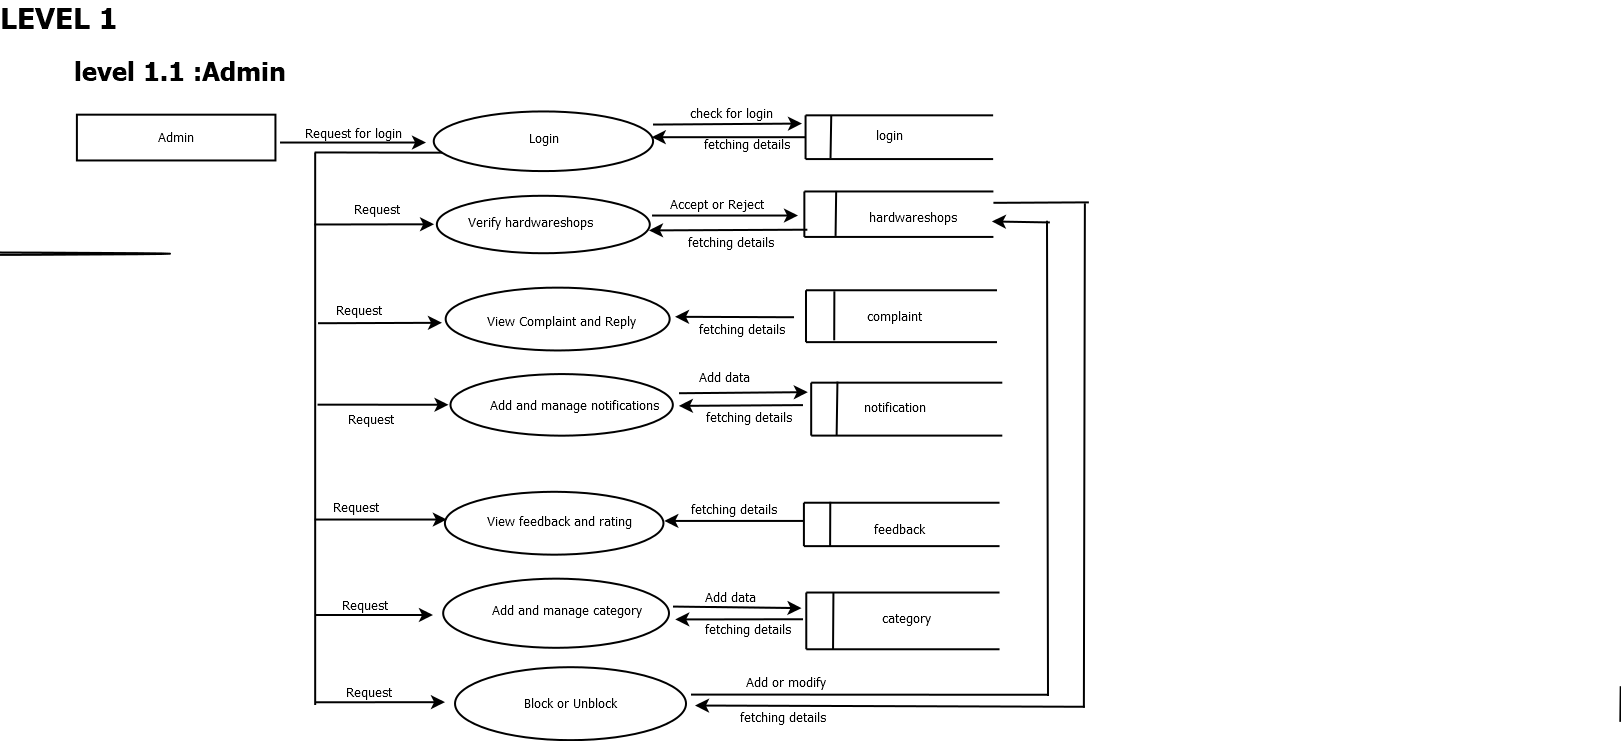 LEVEL 1
level 1.1 :Admin
Admin
Request for login
Login
check for login
fetching details
login
Request
Verify hardwareshops
Accept or Reject
fetching details
hardwareshops
Request
View Complaint and Reply
fetching details
complaint
Request
Add and manage notifications
Add data
fetching details
notification
Request
View feedback and rating
fetching details
feedback
Request
Add and manage category
Add data
fetching details
category
Request
Block or Unblock
Add or modify
fetching details